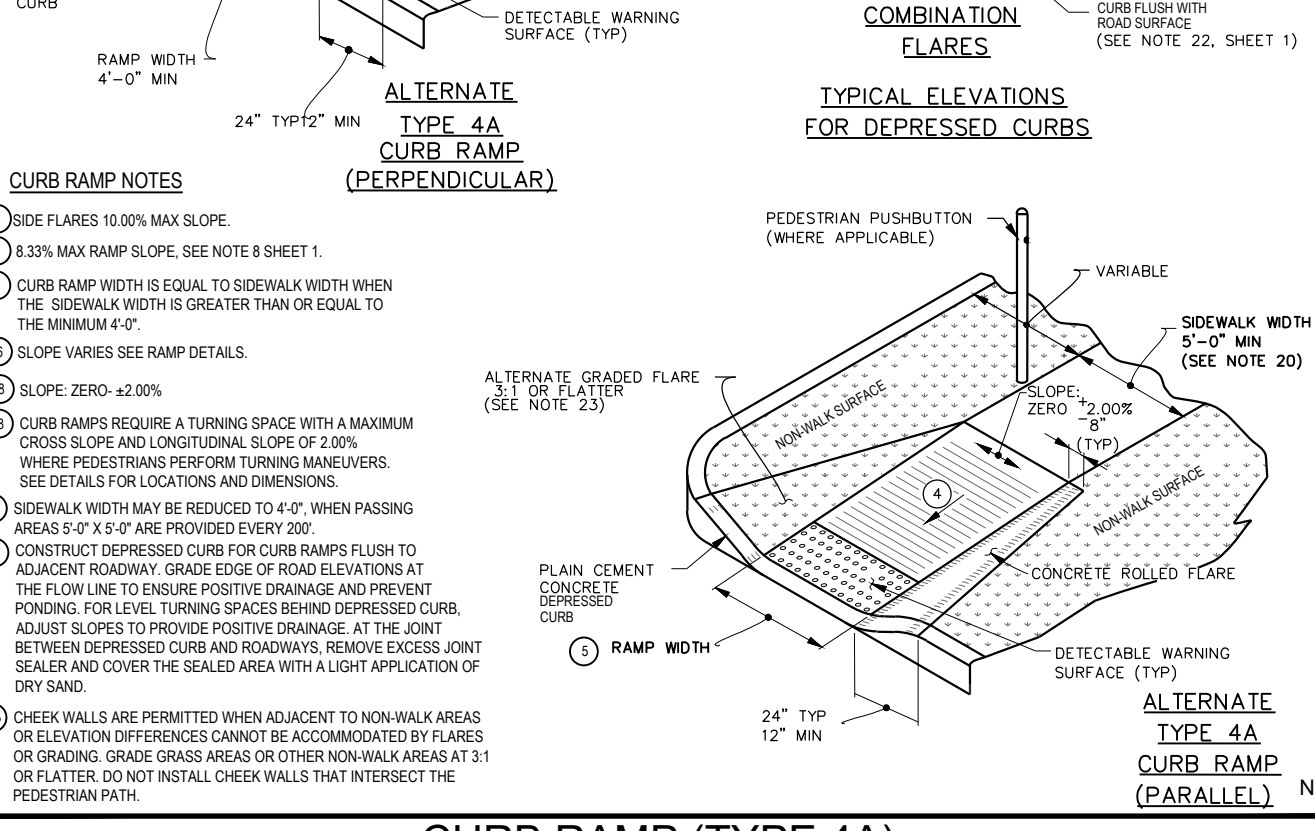 CURB
RAMP WIDTH
4'-0" MIN
24" TYP12" MIN
DETECTABLE WARNING
SURFACE (TYP)
ALTERNATE
TYPE 4A
CURB RAMP
(PERPENDICULAR)
COMBINATION
FLARES
CURB FLUSH WITH
ROAD SURFACE
(SEE NOTE 22, SHEET 1)
TYPICAL ELEVATIONS
FOR DEPRESSED CURBS
CURB RAMP NOTES
SIDE FLARES 10.00% MAX SLOPE.
8.33% MAX RAMP SLOPE, SEE NOTE 8 SHEET 1.
CURB RAMP WIDTH IS EQUAL TO SIDEWALK WIDTH WHEN
THE SIDEWALK WIDTH IS GREATER THAN OR EQUAL TO
THE MINIMUM 4'-0".
SLOPE VARIES SEE RAMP DETAILS.
SLOPE: ZERO- ±2.00%
CURB RAMPS REQUIRE A TURNING SPACE WITH A MAXIMUM
CROSS SLOPE AND LONGITUDINAL SLOPE OF 2.00%
WHERE PEDESTRIANS PERFORM TURNING MANEUVERS.
SEE DETAILS FOR LOCATIONS AND DIMENSIONS.
SIDEWALK WIDTH MAY BE REDUCED TO 4'-0", WHEN PASSING
AREAS 5'-0" X 5'-0" ARE PROVIDED EVERY 200'.
CONSTRUCT DEPRESSED CURB FOR CURB RAMPS FLUSH TO
ADJACENT ROADWAY. GRADE EDGE OF ROAD ELEVATIONS AT
THE FLOW LINE TO ENSURE POSITIVE DRAINAGE AND PREVENT
PONDING. FOR LEVEL TURNING SPACES BEHIND DEPRESSED CURB,
ADJUST SLOPES TO PROVIDE POSITIVE DRAINAGE. AT THE JOINT
BETWEEN DEPRESSED CURB AND ROADWAYS, REMOVE EXCESS JOINT
SEALER AND COVER THE SEALED AREA WITH A LIGHT APPLICATION OF
DRY SAND.
CHEEK WALLS ARE PERMITTED WHEN ADJACENT TO NON-WALK AREAS
OR ELEVATION DIFFERENCES CANNOT BE ACCOMMODATED BY FLARES
OR GRADING. GRADE GRASS AREAS OR OTHER NON-WALK AREAS AT 3:1
OR FLATTER. DO NOT INSTALL CHEEK WALLS THAT INTERSECT THE
PEDESTRIAN PATH.
PEDESTRIAN PUSHBUTTON
(WHERE APPLICABLE)
VARIABLE
SIDEWALK WIDTH
5'-0" MIN
(SEE NOTE 20)
ALTERNATE GRADED FLARE
3:1 OR FLATTER
(SEE NOTE 23)
NON-WALK SURFACE
SLOPE:
ZERO ±2.00%
8"
(TYP)
4
NON-WALK SURFACE
PLAIN CEMENT
CONCRETE
DEPRESSED
CURB
CONCRETE ROLLED FLARE
5 RAMP WIDTH
DETECTABLE WARNING
SURFACE (TYP)
24" TYP
12" MIN
ALTERNATE
TYPE 4A
CURB RAMP
(PARALLEL)
N